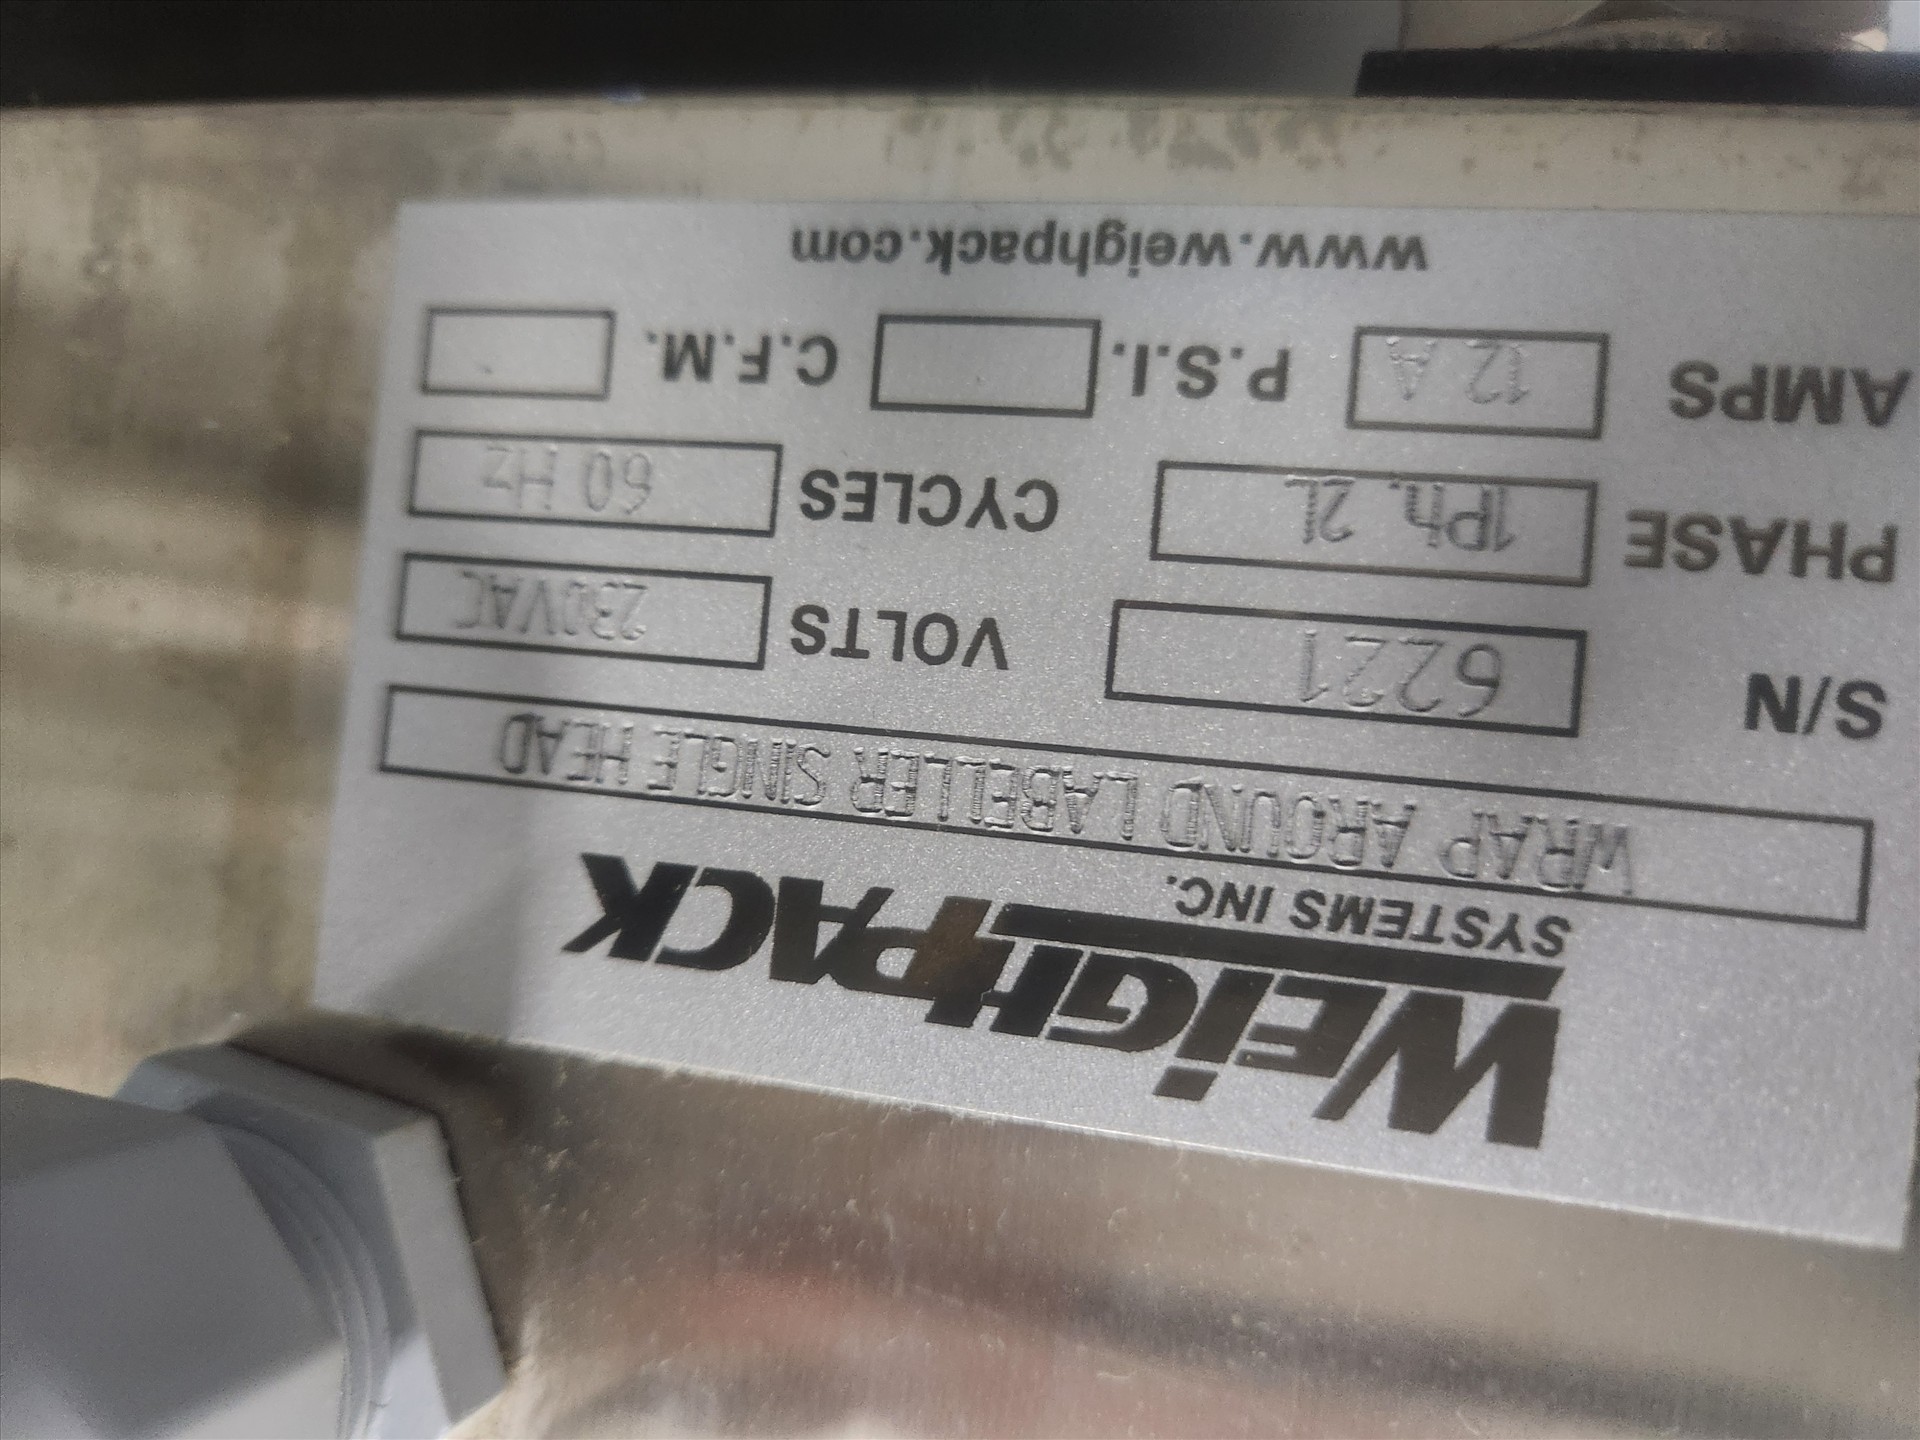 WEIGHPACK
SYSTEMS INC.
WRAP AROUND LABELLER SINGLE HEAD
S/N 6221 VOLTS 230VAC
PHASE 1Ph, 2L CYCLES 60 Hz
AMPS 12 A P.S.I. C.F.M.
www.weighpack.com